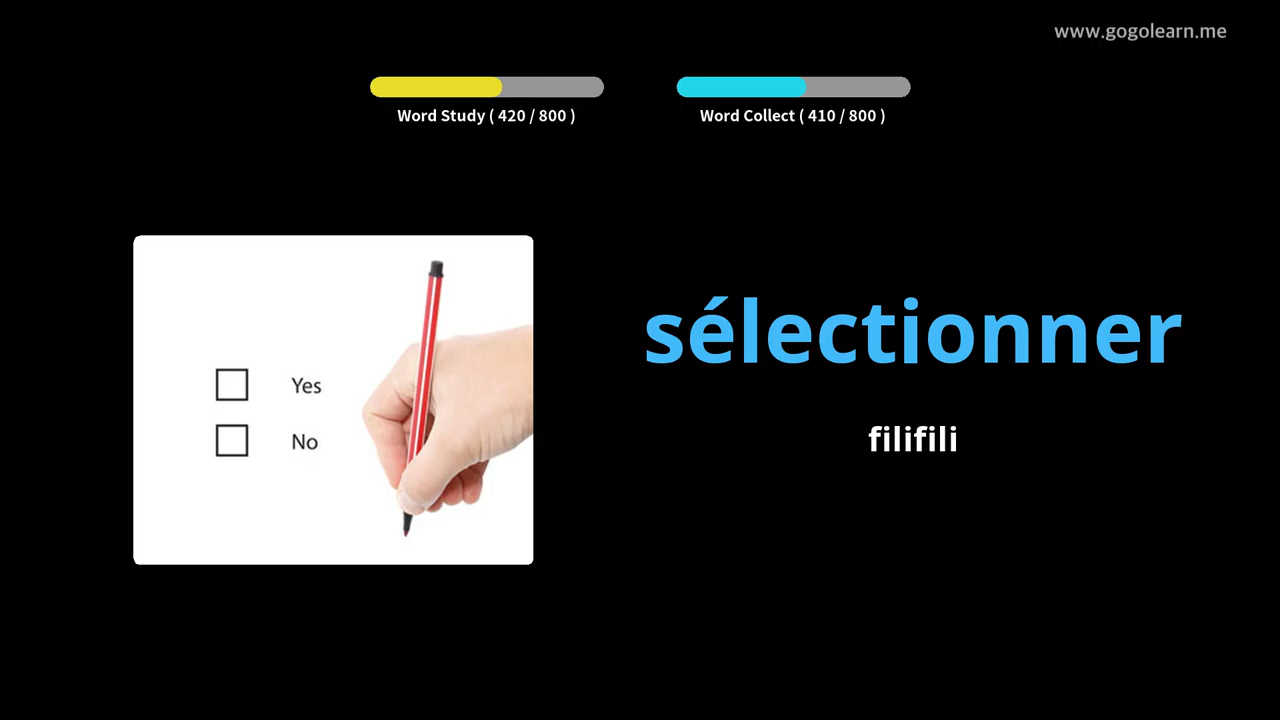 www.gogolearn.me
Word Study ( 420 / 800 )
Word Collect ( 410 / 800 )
sélectionner
filifili
Yes
No